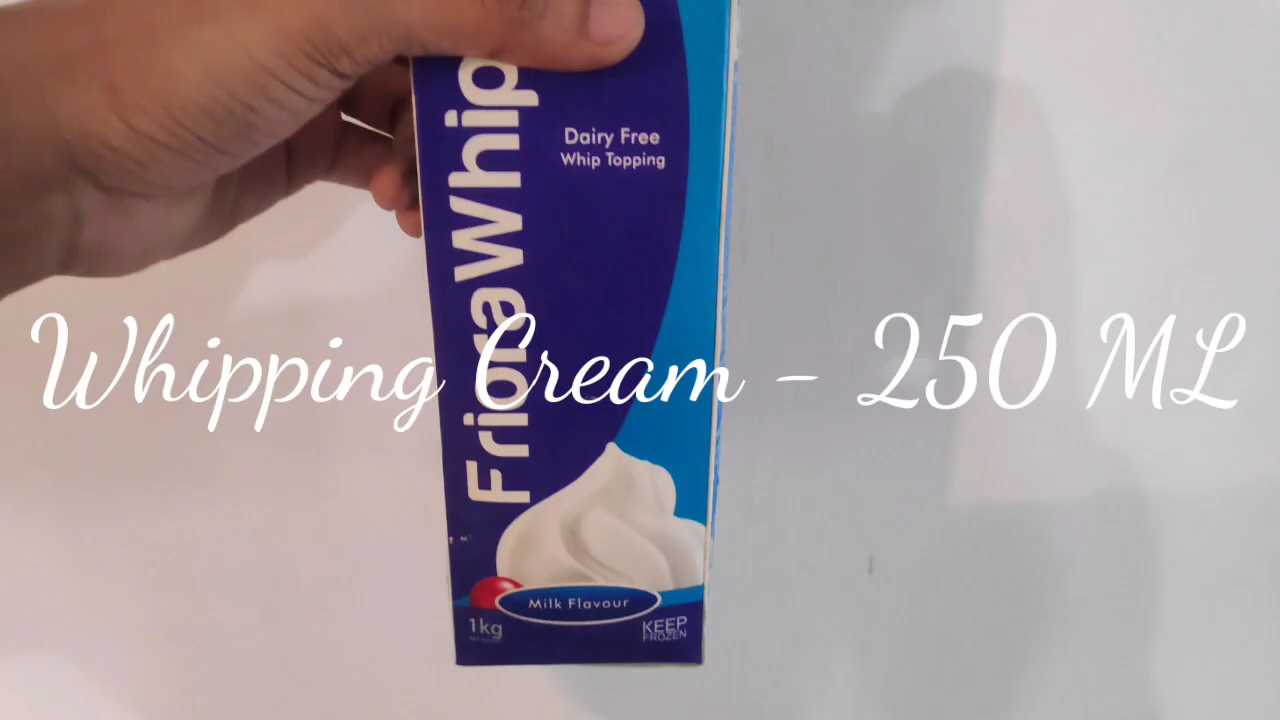 FrioraWhip
Dairy Free
Whip Topping
Whipping Cream - 250 ML
Milk Flavour
1kg
KEEP
FROZEN